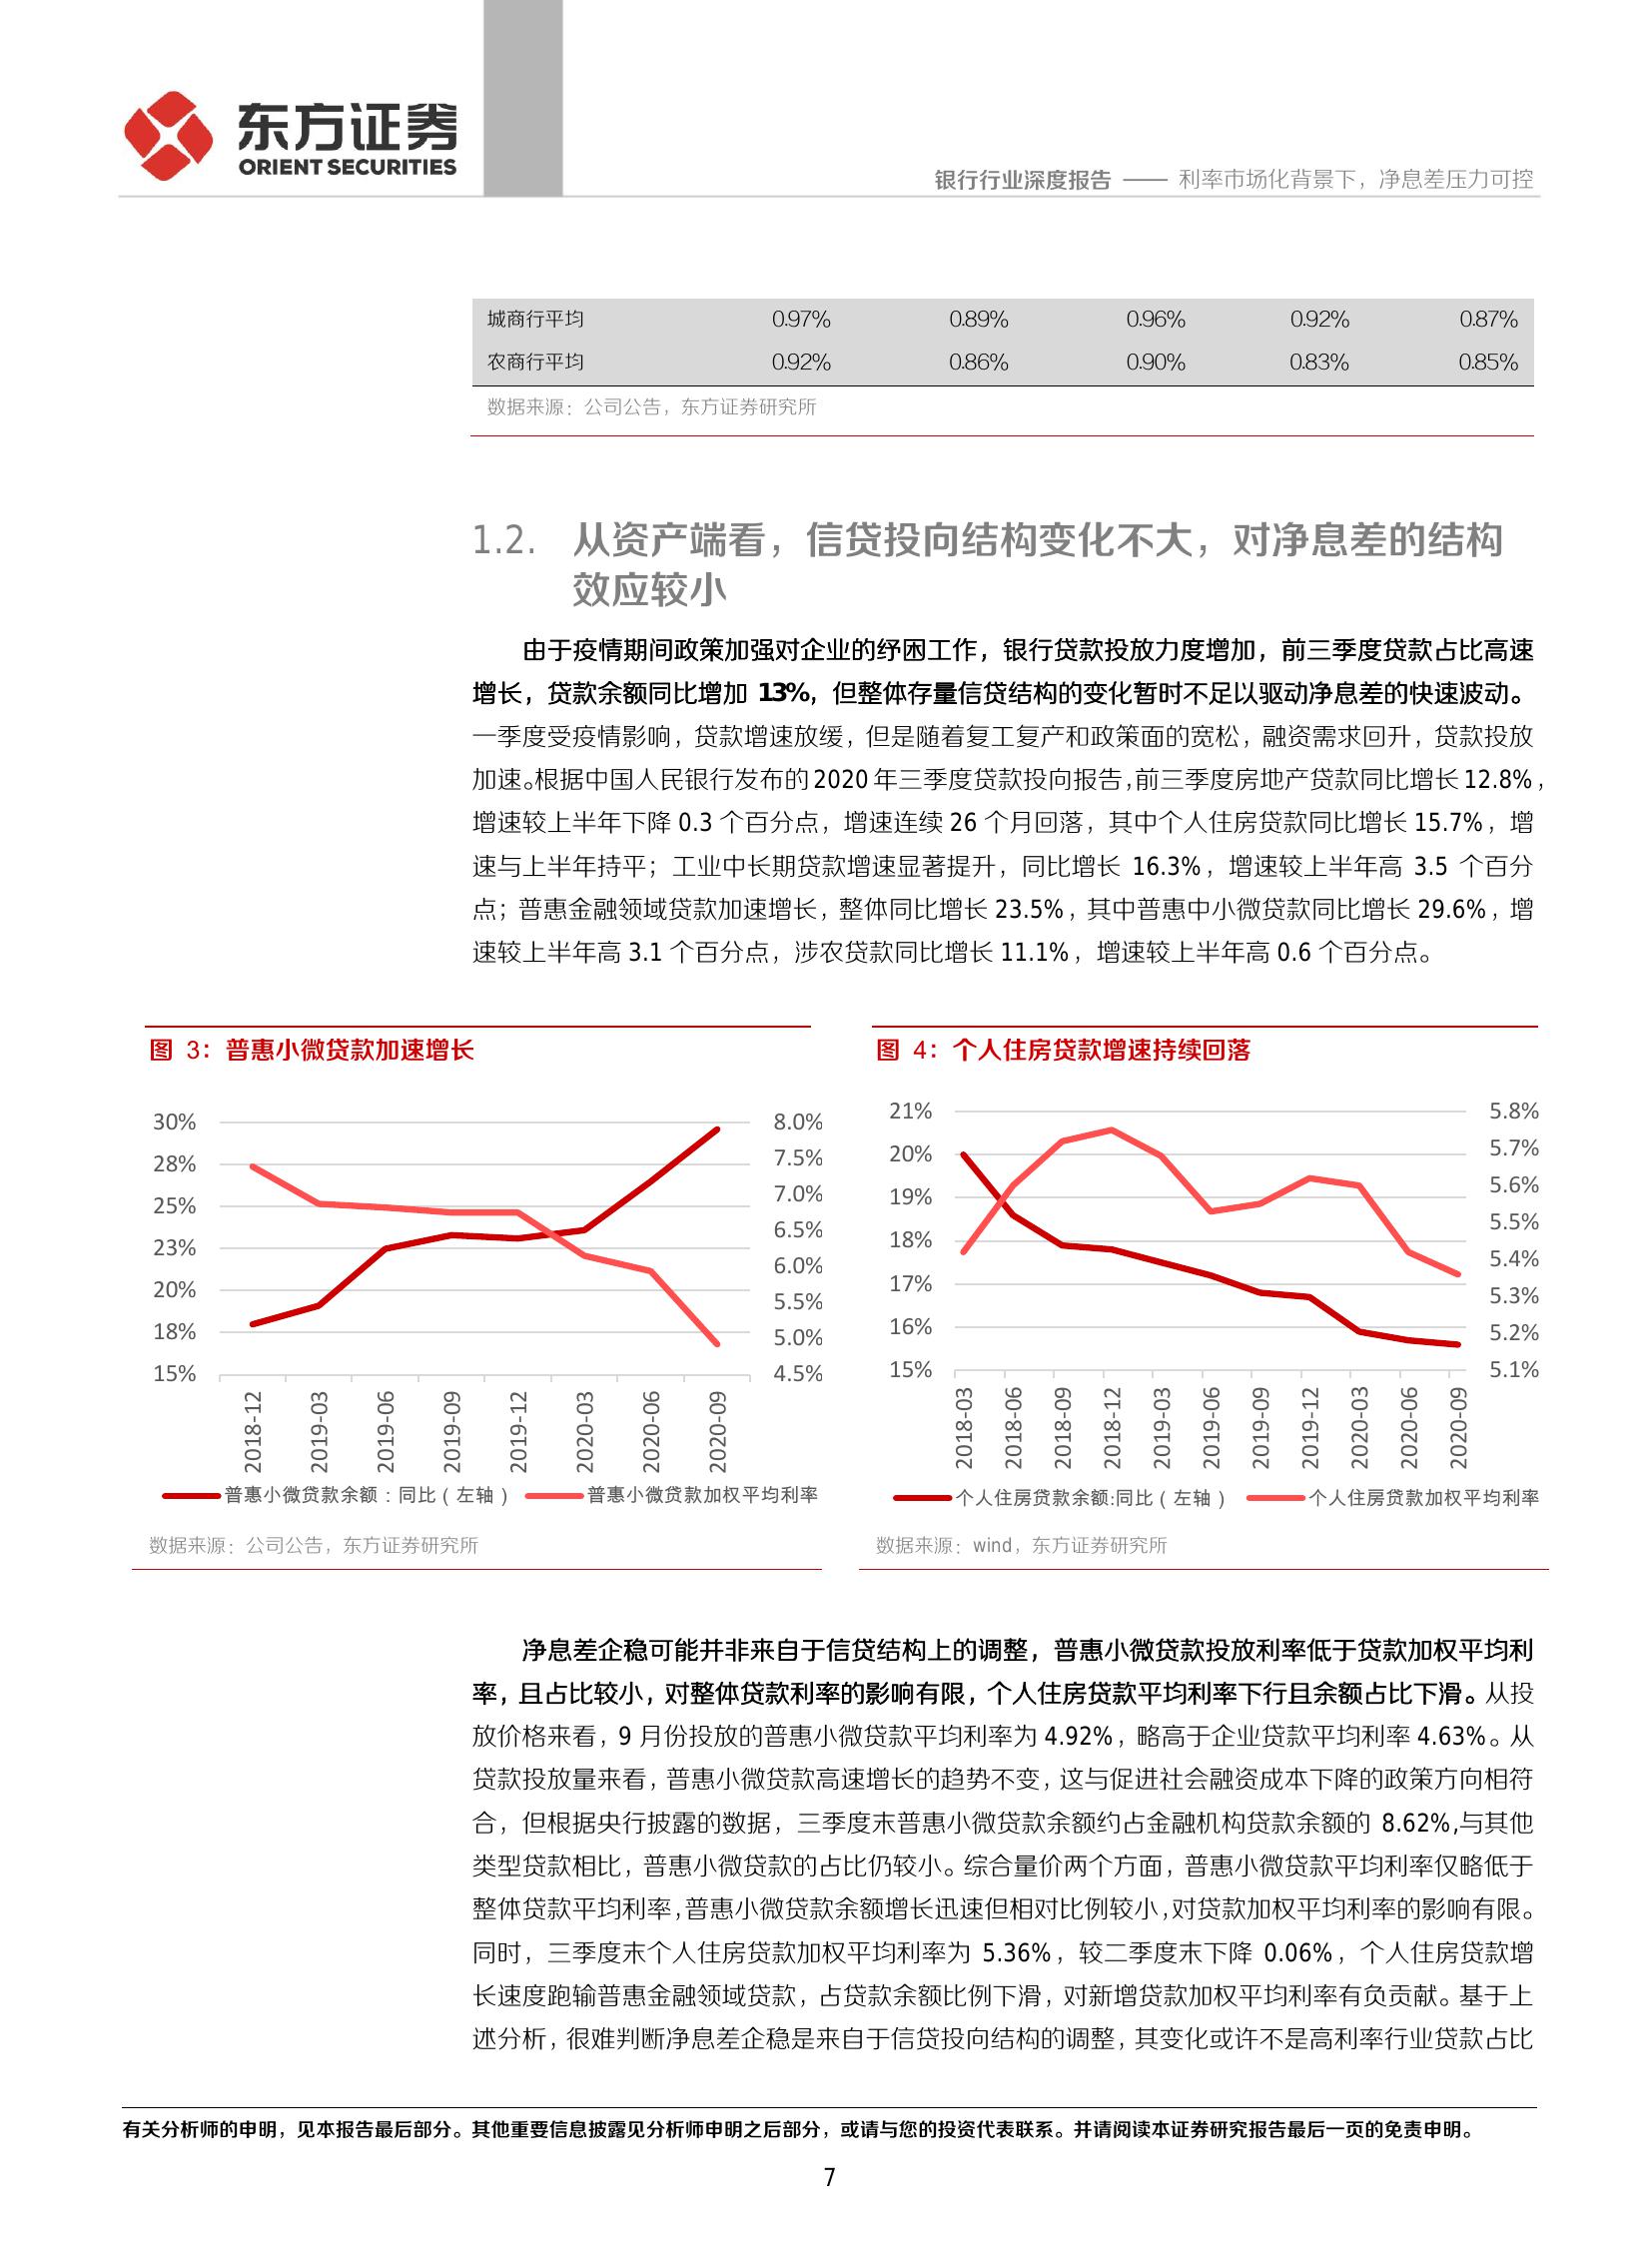 东方证券
ORIENT SECURITIES
银行行业深度报告 —— 利率市场化背景下，净息差压力可控
城商行平均 0.97% 0.89% 0.96% 0.92% 0.87%
农商行平均 0.92% 0.86% 0.90% 0.83% 0.85%
数据来源：公司公告，东方证券研究所
1.2. 从资产端看，信贷投向结构变化不大，对净息差的结构
效应较小
由于疫情期间政策加强对企业的纾困工作，银行贷款投放力度增加，前三季度贷款占比高速
增长，贷款余额同比增加 13%，但整体存量信贷结构的变化暂时不足以驱动净息差的快速波动。
一季度受疫情影响，贷款增速放缓，但是随着复工复产和政策面的宽松，融资需求回升，贷款投放
加速。根据中国人民银行发布的 2020 年三季度贷款投向报告，前三季度房地产贷款同比增长 12.8%，
增速较上半年下降 0.3 个百分点，增速连续 26 个月回落，其中个人住房贷款同比增长 15.7%，增
速与上半年持平；工业中长期贷款增速显著提升，同比增长 16.3%，增速较上半年高 3.5 个百分
点；普惠金融领域贷款加速增长，整体同比增长 23.5%，其中普惠中小微贷款同比增长 29.6%，增
速较上半年高 3.1 个百分点，涉农贷款同比增长 11.1%，增速较上半年高 0.6 个百分点。
图 3：普惠小微贷款加速增长
30%
28%
25%
23%
20%
18%
15%
8.0%
7.5%
7.0%
6.5%
6.0%
5.5%
5.0%
4.5%
2018-12 2019-03 2019-06 2019-09 2019-12 2020-03 2020-06 2020-09
普惠小微贷款余额：同比（左轴） 普惠小微贷款加权平均利率
数据来源：公司公告，东方证券研究所
图 4：个人住房贷款增速持续回落
21%
20%
19%
18%
17%
16%
15%
5.8%
5.7%
5.6%
5.5%
5.4%
5.3%
5.2%
5.1%
2018-03 2018-06 2018-09 2018-12 2019-03 2019-06 2019-09 2019-12 2020-03 2020-06 2020-09
个人住房贷款余额:同比（左轴） 个人住房贷款加权平均利率
数据来源：wind，东方证券研究所
净息差企稳可能并非来自于信贷结构上的调整，普惠小微贷款投放利率低于贷款加权平均利
率，且占比较小，对整体贷款利率的影响有限，个人住房贷款平均利率下行且余额占比下滑。从投
放价格来看，9 月份投放的普惠小微贷款平均利率为 4.92%，略高于企业贷款平均利率 4.63%。从
贷款投放量来看，普惠小微贷款高速增长的趋势不变，这与促进社会融资成本下降的政策方向相符
合，但根据央行披露的数据，三季度末普惠小微贷款余额约占金融机构贷款余额的 8.62%,与其他
类型贷款相比，普惠小微贷款的占比仍较小。综合量价两个方面，普惠小微贷款平均利率仅略低于
整体贷款平均利率，普惠小微贷款余额增长迅速但相对比例较小，对贷款加权平均利率的影响有限。
同时，三季度末个人住房贷款加权平均利率为 5.36%，较二季度末下降 0.06%，个人住房贷款增
长速度跑输普惠金融领域贷款，占贷款余额比例下滑，对新增贷款加权平均利率有负贡献。基于上
述分析，很难判断净息差企稳是来自于信贷投向结构的调整，其变化或许不是高利率行业贷款占比
有关分析师的申明，见本报告最后部分。其他重要信息披露见分析师申明之后部分，或请与您的投资代表联系。并请阅读本证券研究报告最后一页的免责申明。
7